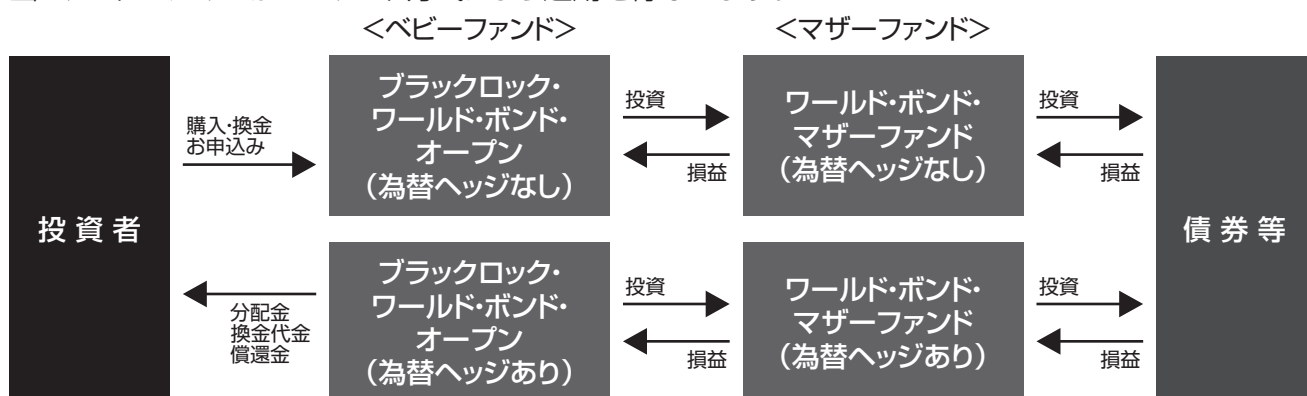 <ベビーファンド>
<マザーファンド>
投資者
購入・換金
お申込み
分配金
換金代金
償還金
ブラックロック・
ワールド・ボンド・
オープン
(為替ヘッジなし)
投資
損益
ワールド・ボンド・
マザーファンド
(為替ヘッジなし)
投資
損益
ブラックロック・
ワールド・ボンド・
オープン
(為替ヘッジあり)
投資
損益
ワールド・ボンド・
マザーファンド
(為替ヘッジあり)
投資
損益
債券等